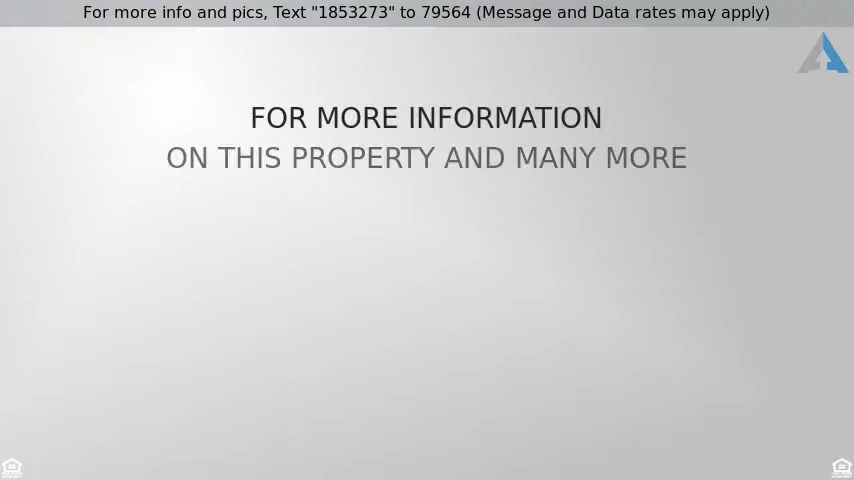 For more info and pics, Text "1853273" to 79564 (Message and Data rates may apply)
FOR MORE INFORMATION
ON THIS PROPERTY AND MANY MORE